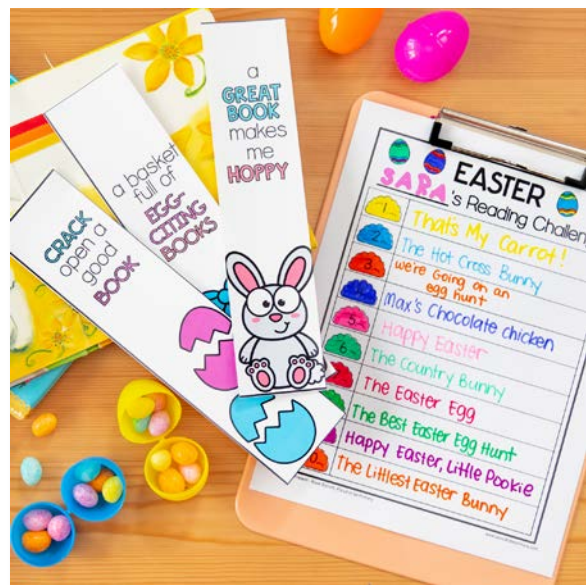 a
GREAT
BOOK
makes
me
HOPPY
a basket
full of
EGG-
CITING
BOOKS
CRACK
open a
good
BOOK
EASTER
SARA's Reading Challen
1. That's My Carrot!
2. The Hot Cross Bunny
3. we're Going on an
egg hunt
Max's Chocolate chicken
5. Happy Easter
6. The Country Bunny
The Easter Egg
The Best Easter Egg Hunt
Happy Easter, Little Pookie
The Littlest Easter Bunny